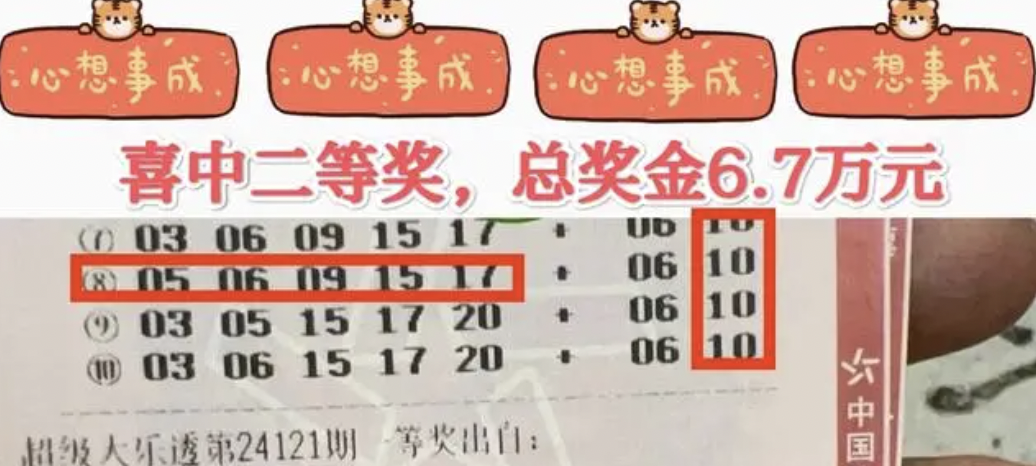 心想事成 心想事成 心想事成 心想事成
喜中二等奖，总奖金6.7万元
(7) 03 06 09 15 17 + 06 10
⑧ 05 06 09 15 17 + 06 10
⑨ 03 05 15 17 20 + 06 10
⑩ 03 06 15 17 20 + 06 10
超级大乐透第24121期 一等奖出自：
中国